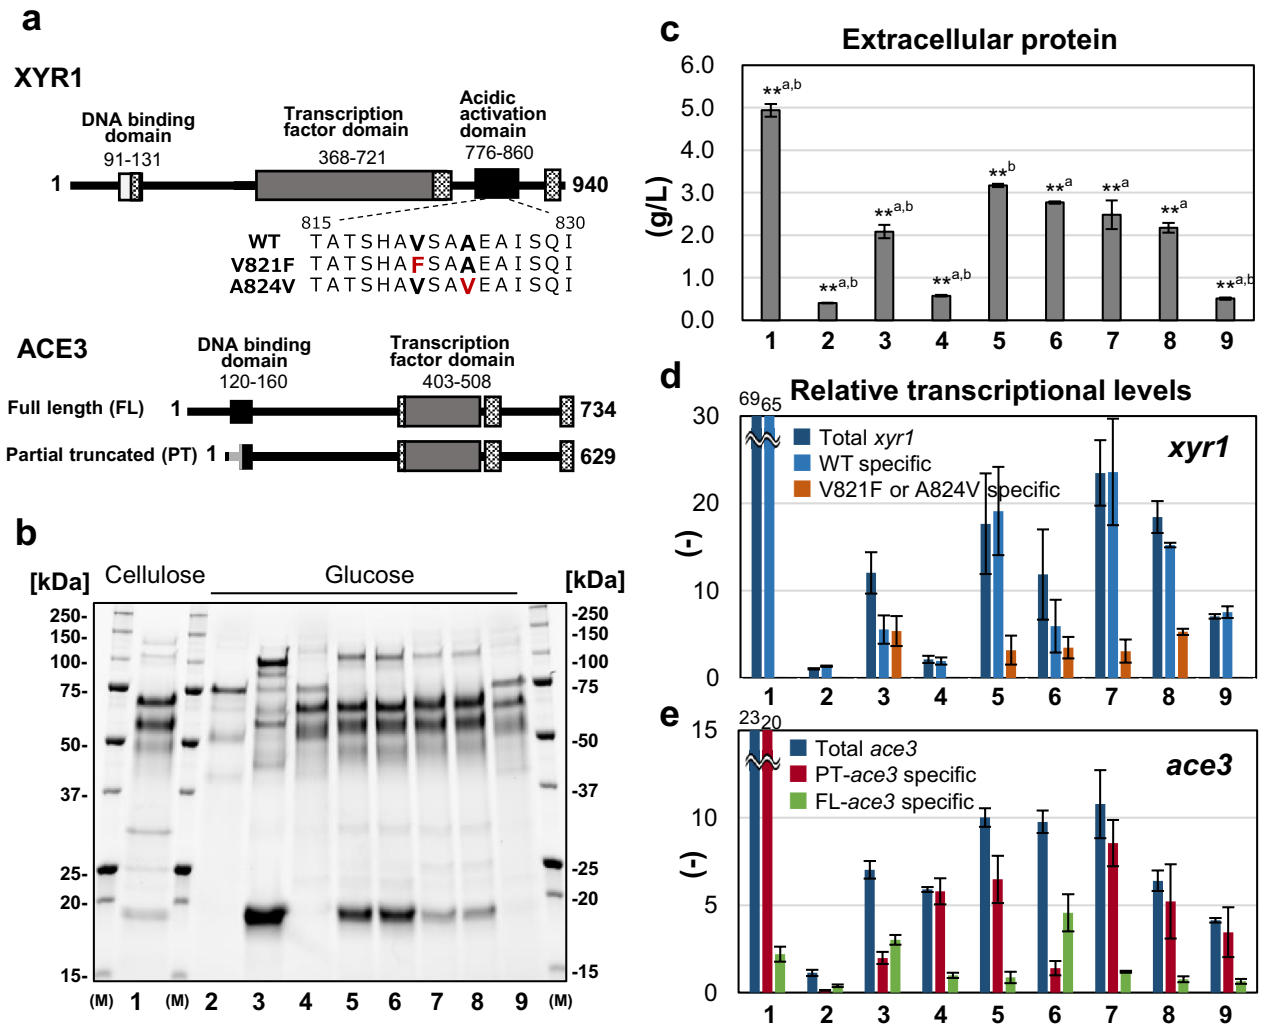 a
XYR1
DNA binding
domain
91-131
Transcription
factor domain
368-721
Acidic
activation
domain
776-860
1
940
815
830
WT TATSHAVSAAEAISQI
V821F TATSHAFSAAEAISQI
A824V TATSHAVSAVEAISQI
ACE3
DNA binding
domain
120-160
Transcription
factor domain
403-508
Full length (FL) 1
734
Partial truncated (PT) 1
629
b
[kDa] Cellulose Glucose [kDa]
250-
150-
100-
75-
50-
37-
25-
20-
15-
-250
-150
-100
-75
-50
-37
-25
-20
-15
(M) 1 (M) 2 3 4 5 6 7 8 9 (M)
c
Extracellular protein
(g/L)
6.0
5.0
4.0
3.0
2.0
1.0
0.0
**a,b
**a,b
**a,b
**a,b
**b
**a
**a
**a
**a,b
1 2 3 4 5 6 7 8 9
d
Relative transcriptional levels
69 65
xyr1
Total xyr1
WT specific
V821F or A824V specific
(-)
30
20
10
0
1 2 3 4 5 6 7 8 9
e
23 20
ace3
Total ace3
PT-ace3 specific
FL-ace3 specific
(-)
15
10
5
0
1 2 3 4 5 6 7 8 9